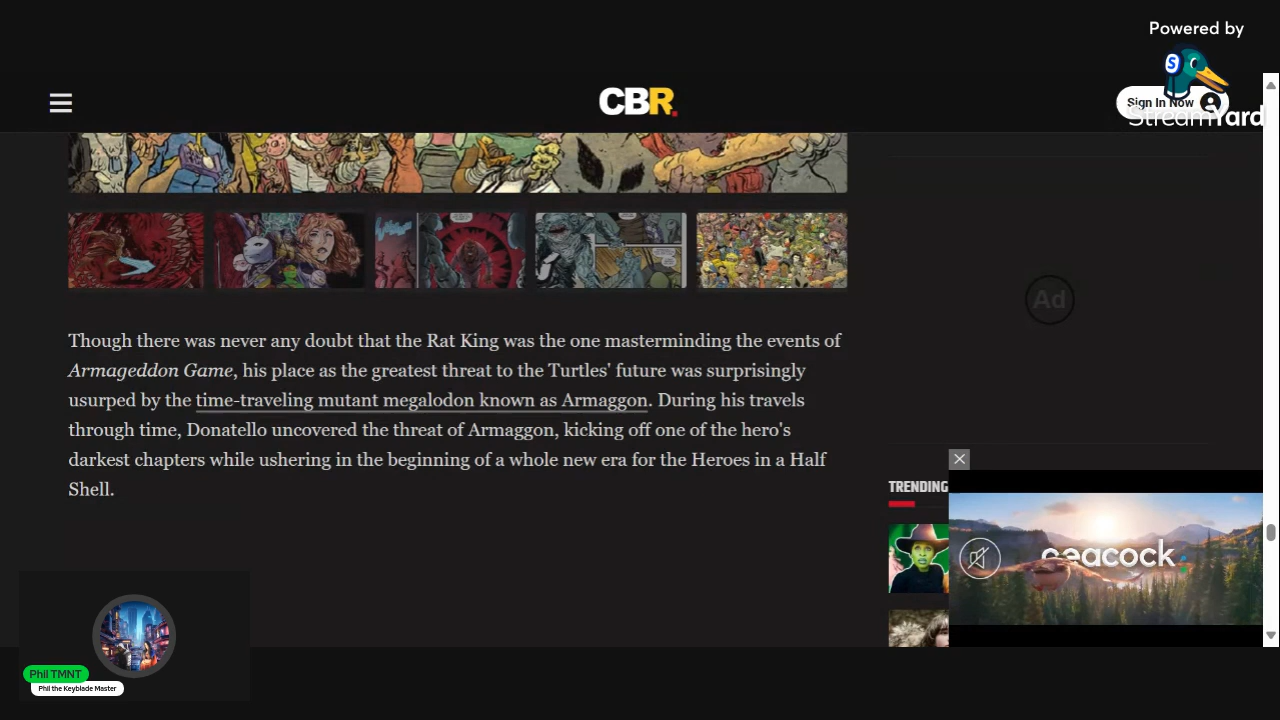 Powered by
CBR.
Sign In Now
StreamYard
Ad
Though there was never any doubt that the Rat King was the one masterminding the events of
Armageddon Game, his place as the greatest threat to the Turtles' future was surprisingly
usurped by the time-traveling mutant megalodon known as Armaggon. During his travels
through time, Donatello uncovered the threat of Armaggon, kicking off one of the hero's
darkest chapters while ushering in the beginning of a whole new era for the Heroes in a Half
Shell.
TRENDING
peacock
Phil TMNT
Phil the Keyblade Master